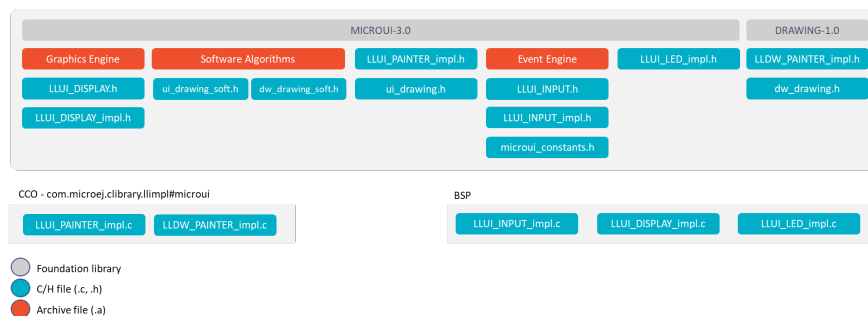 MICROUI-3.0
DRAWING-1.0
Graphics Engine
Software Algorithms
LLUI_PAINTER_impl.h
Event Engine
LLUI_LED_impl.h
LLDW_PAINTER_impl.h
LLUI_DISPLAY.h
ui_drawing_soft.h
dw_drawing_soft.h
ui_drawing.h
LLUI_INPUT.h
dw_drawing.h
LLUI_DISPLAY_impl.h
LLUI_INPUT_impl.h
microui_constants.h
CCO - com.microej.clibrary.llimpl#microui
BSP
LLUI_PAINTER_impl.c
LLDW_PAINTER_impl.c
LLUI_INPUT_impl.c
LLUI_DISPLAY_impl.c
LLUI_LED_impl.c
Foundation library
C/H file (.c, .h)
Archive file (.a)